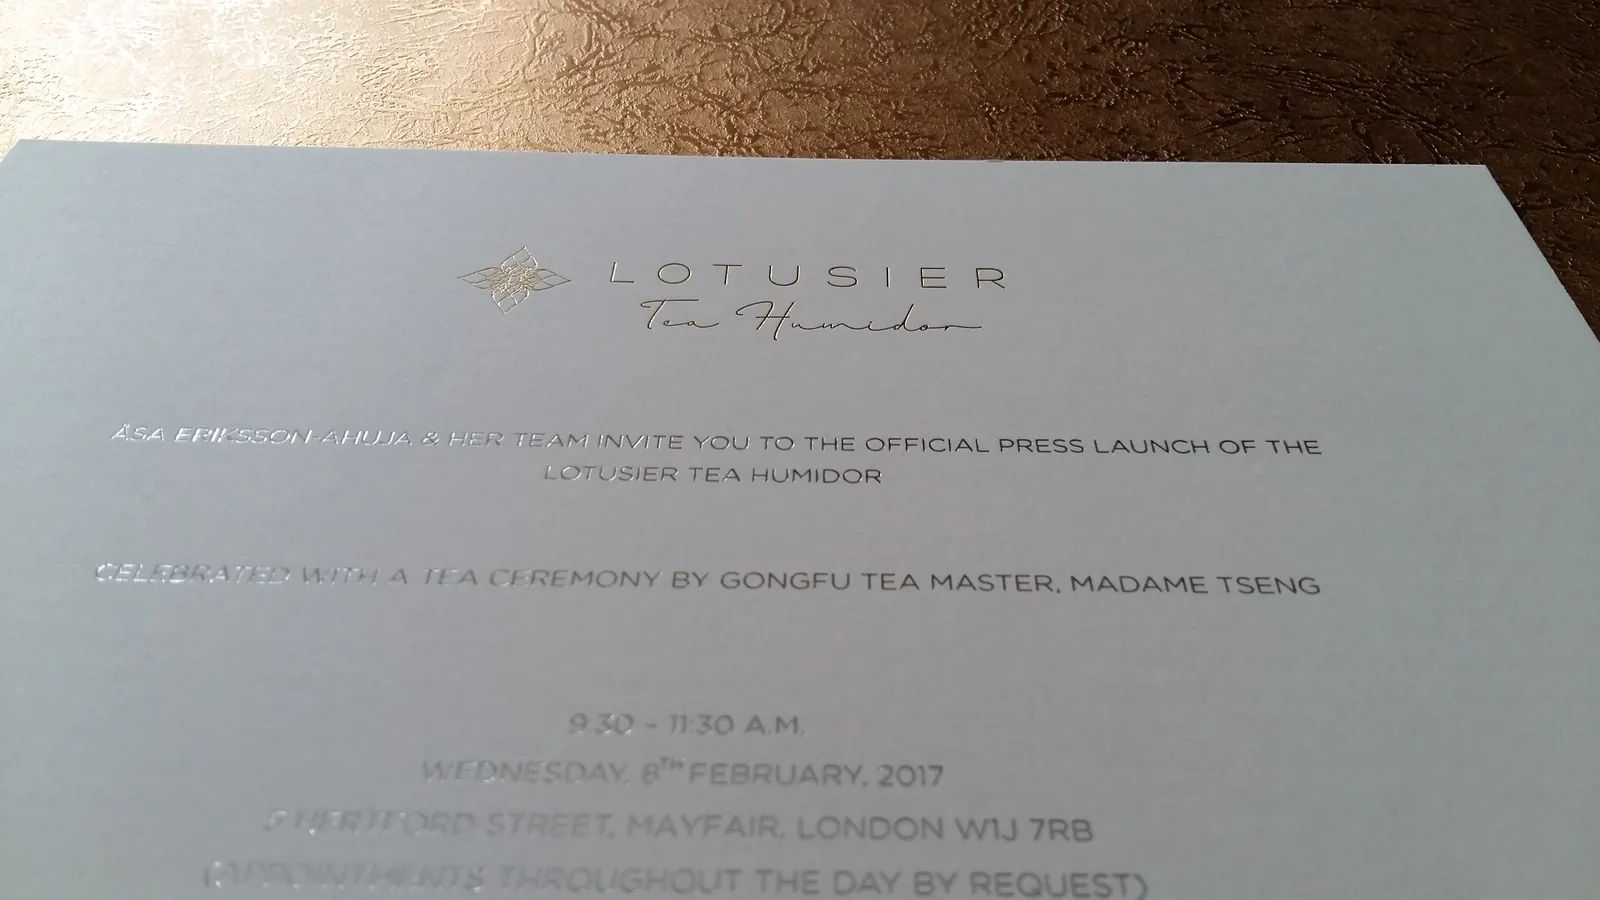 LOTUSIER
Tea Humidor
ÅSA ERIKSSON-AHUJA & HER TEAM INVITE YOU TO THE OFFICIAL PRESS LAUNCH OF THE
LOTUSIER TEA HUMIDOR
CELEBRATED WITH A TEA CEREMONY BY GONGFU TEA MASTER, MADAME TSENG
9:30 - 11:30 A.M.
WEDNESDAY, 8TH FEBRUARY, 2017
5 HERTFORD STREET, MAYFAIR, LONDON W1J 7RB
(APPOINTMENTS THROUGHOUT THE DAY BY REQUEST)